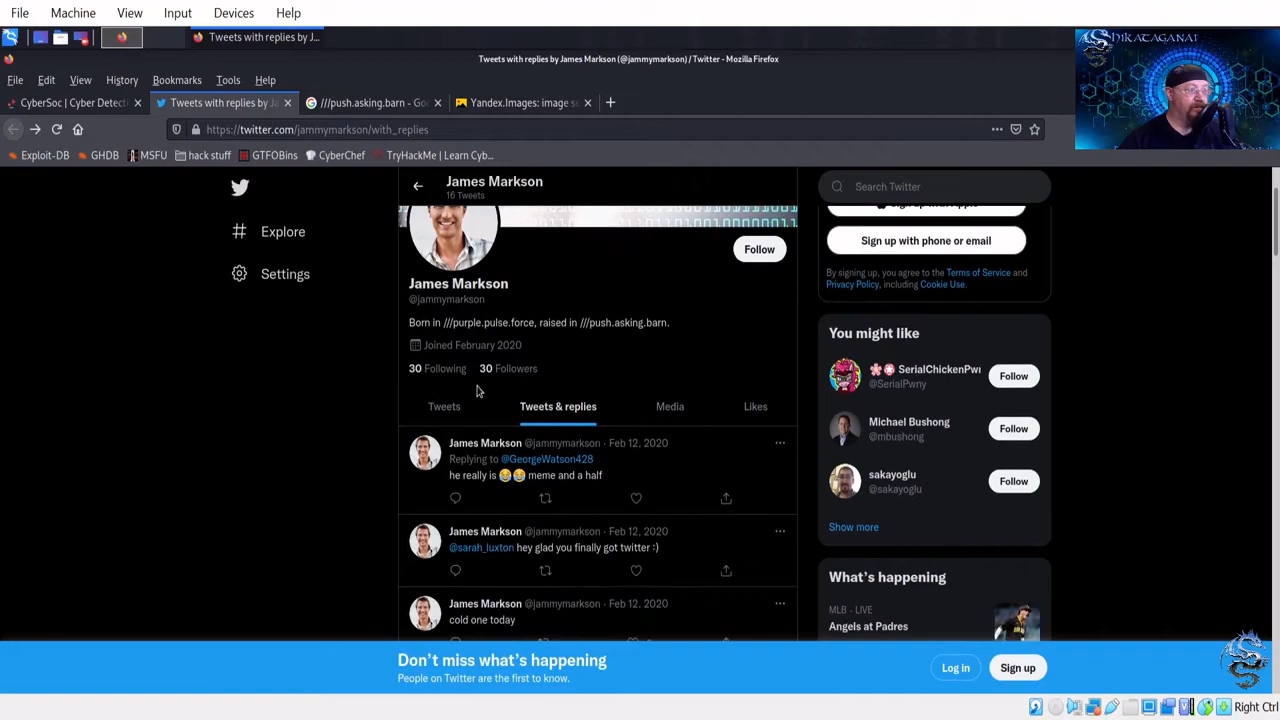 File Machine View Input Devices Help
Tweets with replies by J...
Tweets with replies by James Markson (@jammymarkson) / Twitter - Mozilla Firefox
SHIKATAGANAI
File Edit View History Bookmarks Tools Help
CyberSoc | Cyber Detecti
Tweets with replies by Ja
///push.asking.barn - Goo
Yandex.Images: image se
https://twitter.com/jammymarkson/with_replies
Exploit-DB GHDB MSFU hack stuff GTFOBins CyberChef TryHackMe | Learn Cyb...
James Markson
16 Tweets
Search Twitter
Explore
Settings
Follow
Sign up with Apple
Sign up with phone or email
By signing up, you agree to the Terms of Service and
Privacy Policy, including Cookie Use.
James Markson
@jammymarkson
Born in ///purple.pulse.force, raised in ///push.asking.barn.
Joined February 2020
30 Following 30 Followers
Tweets Tweets & replies Media Likes
James Markson @jammymarkson · Feb 12, 2020
Replying to @GeorgeWatson428
he really is 😂😂 meme and a half
James Markson @jammymarkson · Feb 12, 2020
@sarah_luxton hey glad you finally got twitter :)
James Markson @jammymarkson · Feb 12, 2020
cold one today
You might like
SerialChickenPwn
@SerialPwny
Follow
Michael Bushong
@mbushong
Follow
sakayoglu
@sakayoglu
Follow
Show more
What's happening
MLB · LIVE
Angels at Padres
Don't miss what's happening
People on Twitter are the first to know.
Log in Sign up
Right Ctrl